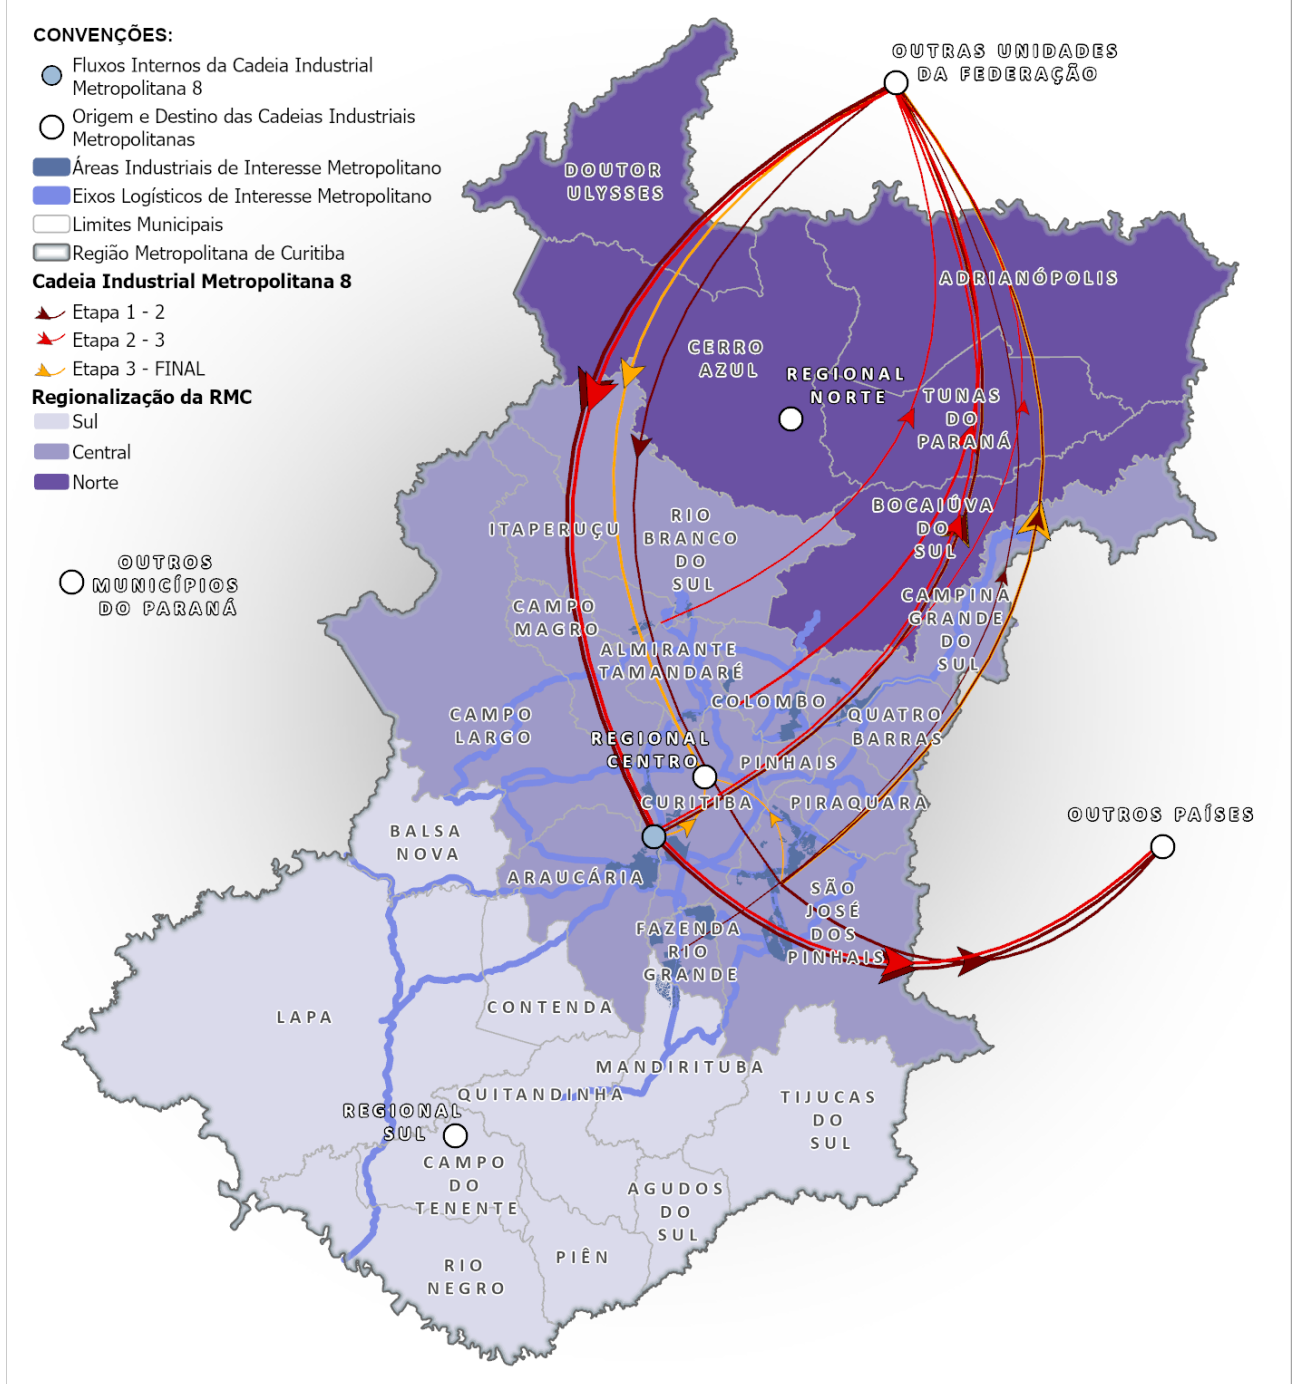 CONVENÇÕES:
Fluxos Internos da Cadeia Industrial
Metropolitana 8
Origem e Destino das Cadeias Industriais
Metropolitanas
Áreas Industriais de Interesse Metropolitano
Eixos Logísticos de Interesse Metropolitano
Limites Municipais
Região Metropolitana de Curitiba
Cadeia Industrial Metropolitana 8
Etapa 1 - 2
Etapa 2 - 3
Etapa 3 - FINAL
Regionalização da RMC
Sul
Central
Norte
OUTRAS UNIDADES
DA FEDERAÇÃO
DOUTOR
ULYSSES
ADRIANÓPOLIS
CERRO
AZUL
REGIONAL
NORTE
TUNAS
DO
PARANÁ
BOCAIÚVA
DO
SUL
ITAPERUÇU
RIO
BRANCO
DO
SUL
OUTROS
MUNICÍPIOS
DO PARANÁ
CAMPO
MAGRO
CAMPINA
GRANDE
DO
SUL
ALMIRANTE
TAMANDARÉ
COLOMBO
CAMPO
LARGO
QUATRO
BARRAS
REGIONAL
CENTRO
PINHAIS
CURITIBA
PIRAQUARA
OUTROS PAÍSES
BALSA
NOVA
ARAUCÁRIA
SÃO
JOSÉ
DOS
PINHAIS
FAZENDA
RIO
GRANDE
LAPA
CONTENDA
MANDIRITUBA
QUITANDINHA
TIJUCAS
DO
SUL
REGIONAL
SUL
CAMPO
DO
TENENTE
AGUDOS
DO
SUL
PIÊN
RIO
NEGRO